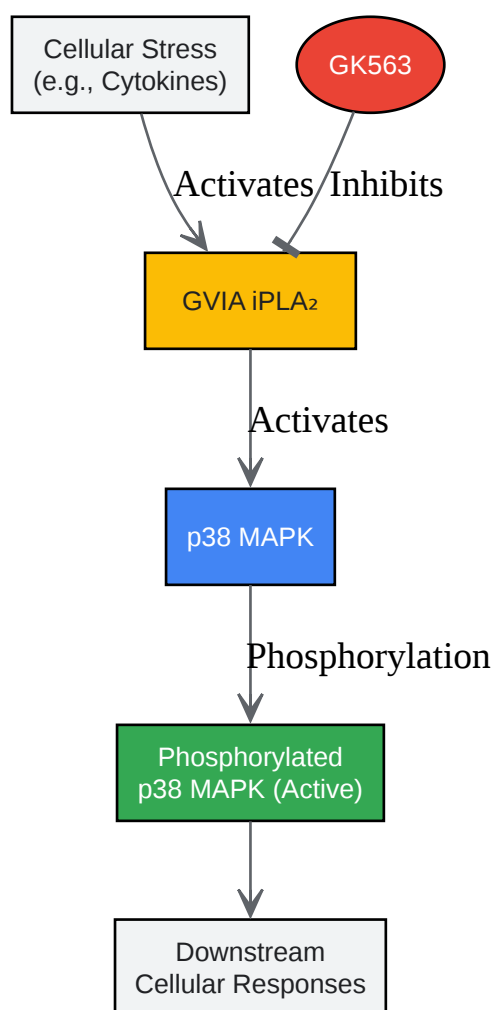 Cellular Stress
(e.g., Cytokines)
GK563
Activates
Inhibits
GVIA iPLA₂
Activates
p38 MAPK
Phosphorylation
Phosphorylated
p38 MAPK (Active)
Downstream
Cellular Responses